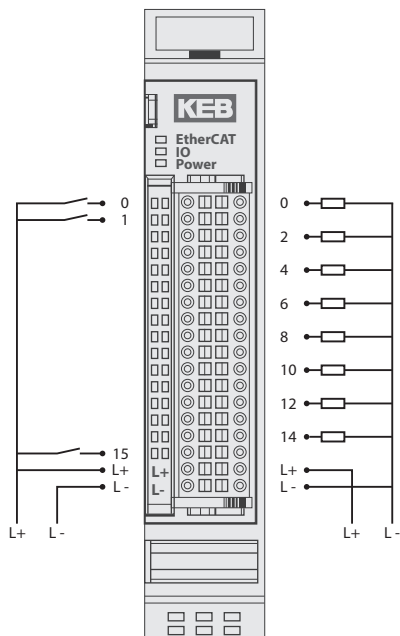 KEB
EtherCAT
IO
Power
0
1
15
L+
L -
L+
L -
L+
L-
0
2
4
6
8
10
12
14
L+
L -
L+
L -